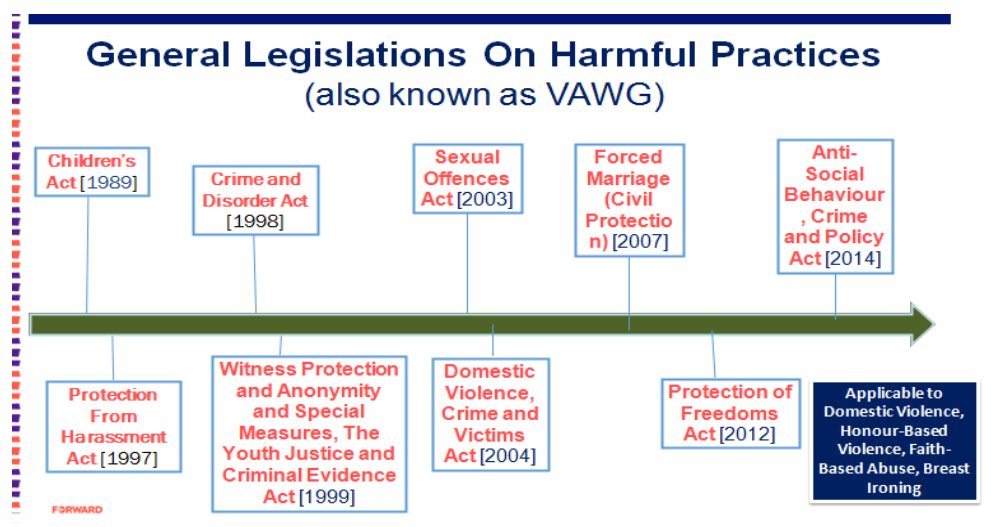 General Legislations On Harmful Practices
(also known as VAWG)
Children's
Act [1989]
Crime and
Disorder Act
[1998]
Sexual
Offences
Act [2003]
Forced
Marriage
(Civil
Protectio
n) [2007]
Anti-
Social
Behaviour
, Crime
and Policy
Act [2014]
Protection
From
Harassment
Act [1997]
Witness Protection
and Anonymity
and Special
Measures, The
Youth Justice and
Criminal Evidence
Act [1999]
Domestic
Violence,
Crime and
Victims
Act [2004]
Protection of
Freedoms
Act [2012]
Applicable to
Domestic Violence,
Honour-Based
Violence, Faith-
Based Abuse, Breast
Ironing
FORWARD